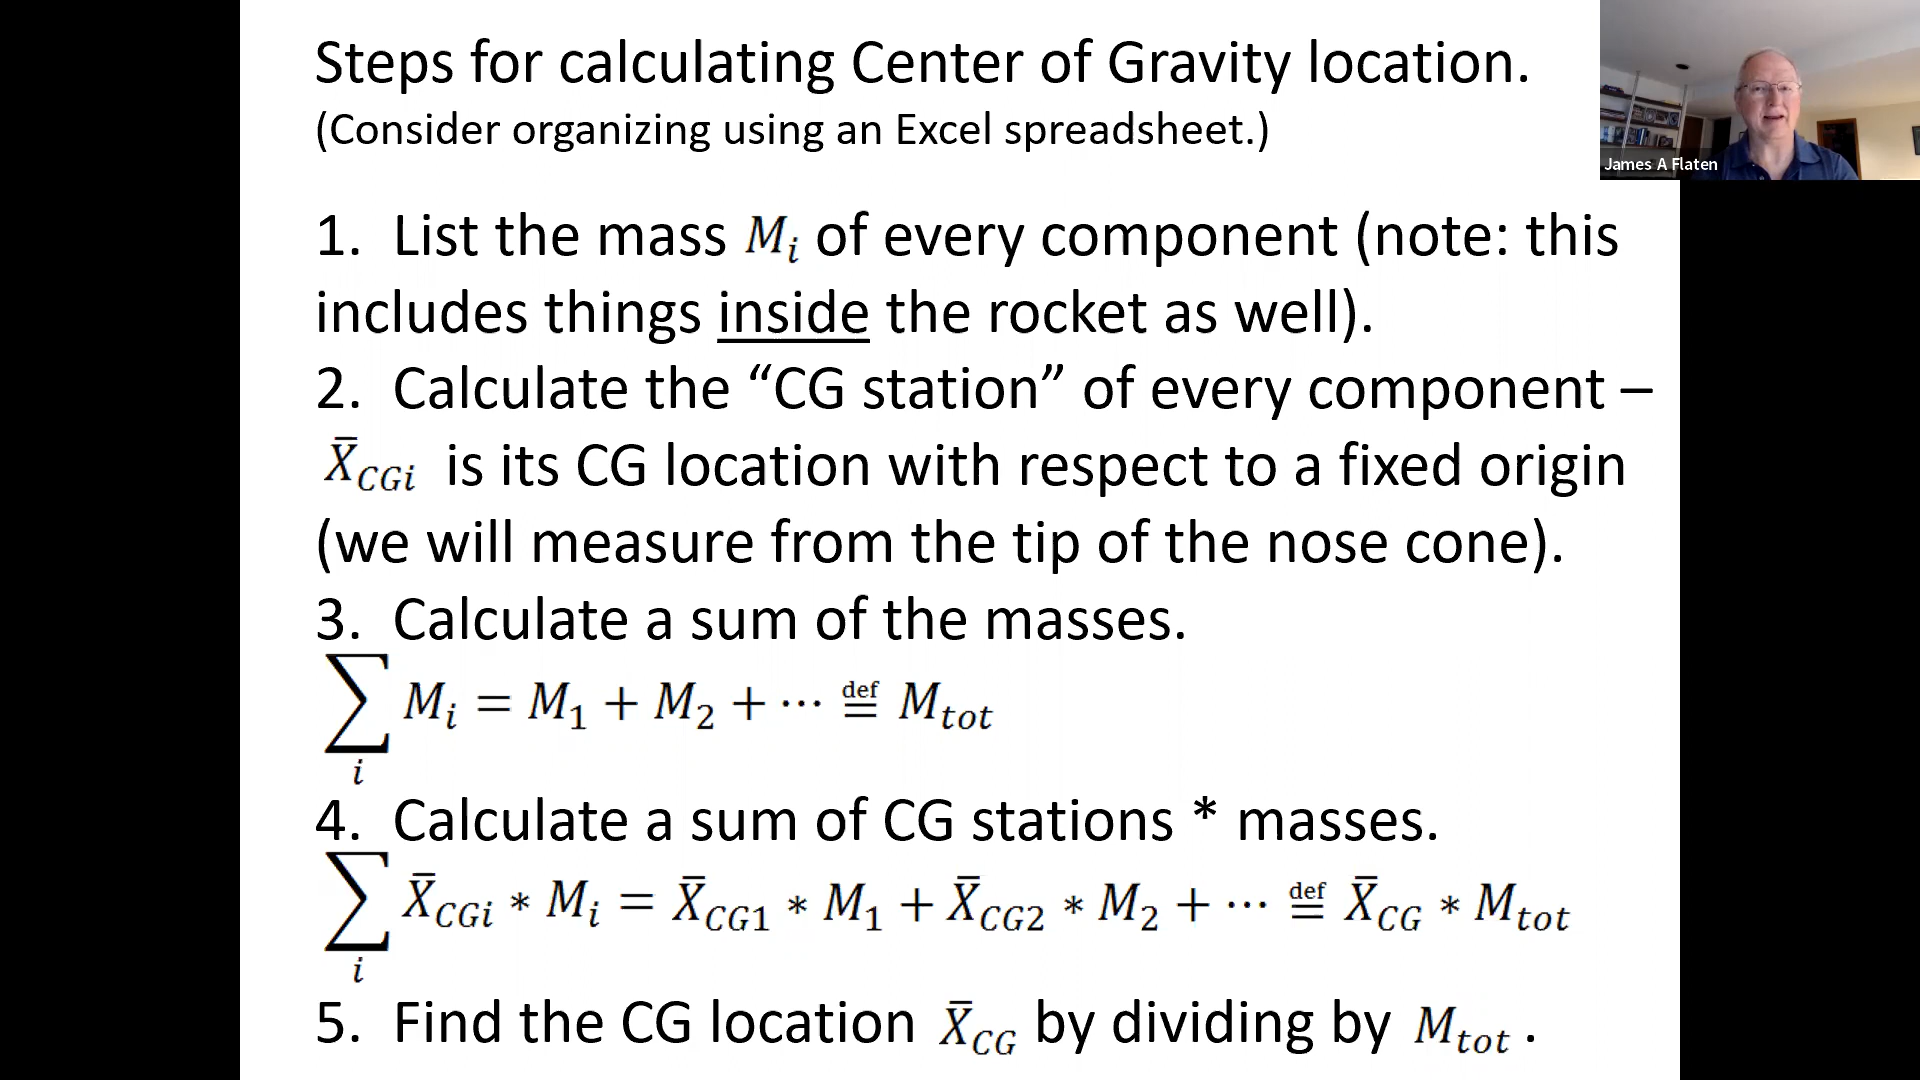 Steps for calculating Center of Gravity location.
(Consider organizing using an Excel spreadsheet.)
James A Flaten
1. List the mass Mᵢ of every component (note: this
includes things inside the rocket as well).
2. Calculate the “CG station” of every component –
X̄_CGi is its CG location with respect to a fixed origin
(we will measure from the tip of the nose cone).
3. Calculate a sum of the masses.
∑_i M_i = M_1 + M_2 + ⋯ ≝ M_tot
4. Calculate a sum of CG stations * masses.
∑_i X̄_CGi * M_i = X̄_CG1 * M_1 + X̄_CG2 * M_2 + ⋯ ≝ X̄_CG * M_tot
5. Find the CG location X̄_CG by dividing by M_tot .